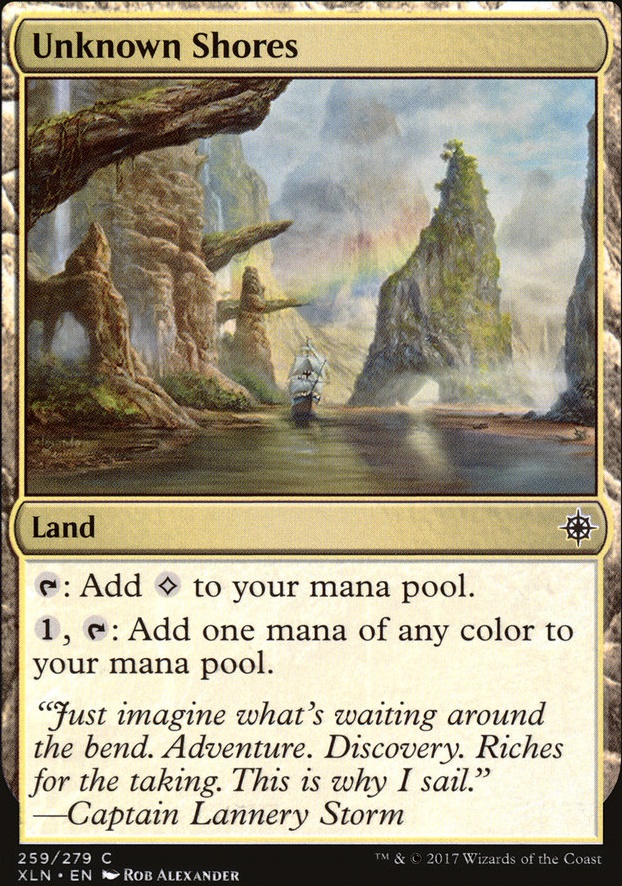 Unknown Shores
Land
: Add to your mana pool.
1, : Add one mana of any color to
your mana pool.
“Just imagine what’s waiting around
the bend. Adventure. Discovery. Riches
for the taking. This is why I sail.”
—Captain Lannery Storm
259/279 C
™ & © 2017 Wizards of the Coast
XLN • EN Rob Alexander